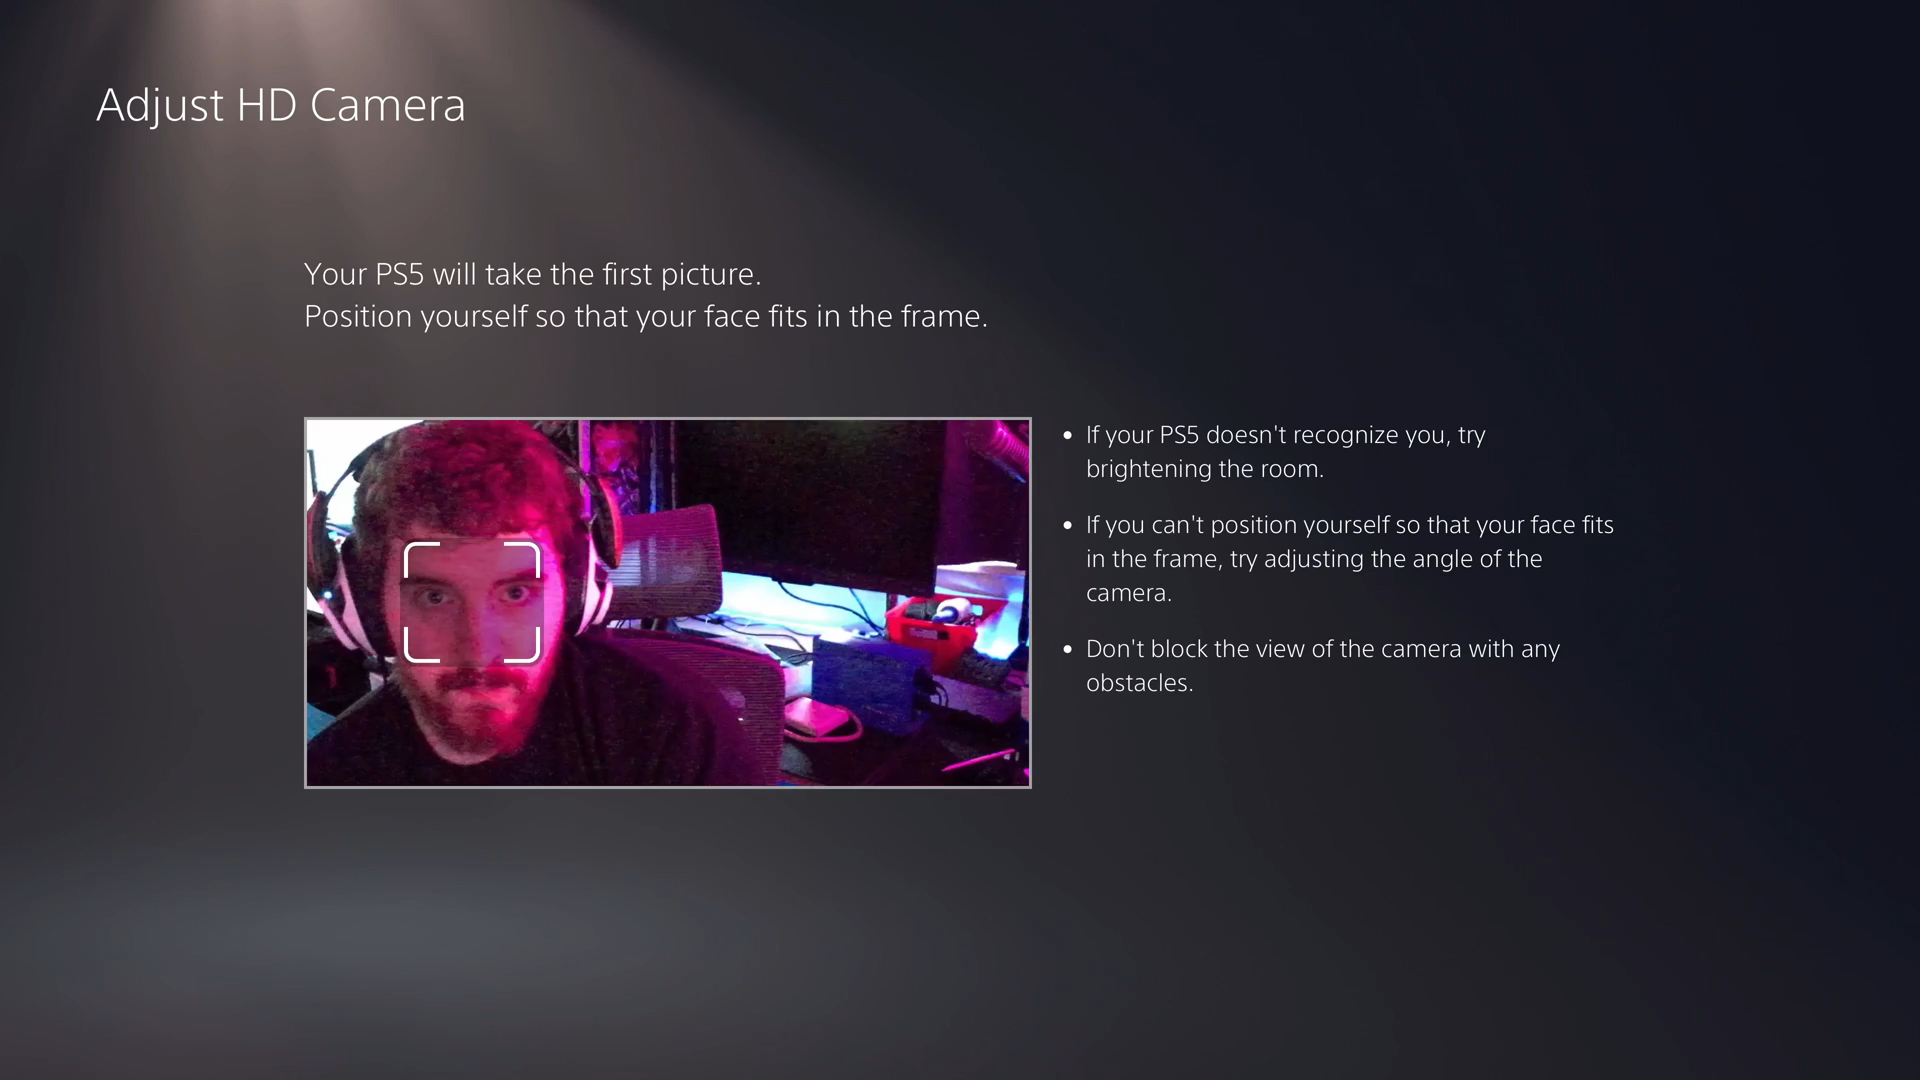 Adjust HD Camera
Your PS5 will take the first picture.
Position yourself so that your face fits in the frame.
• If your PS5 doesn't recognize you, try
brightening the room.
• If you can't position yourself so that your face fits
in the frame, try adjusting the angle of the
camera.
• Don't block the view of the camera with any
obstacles.